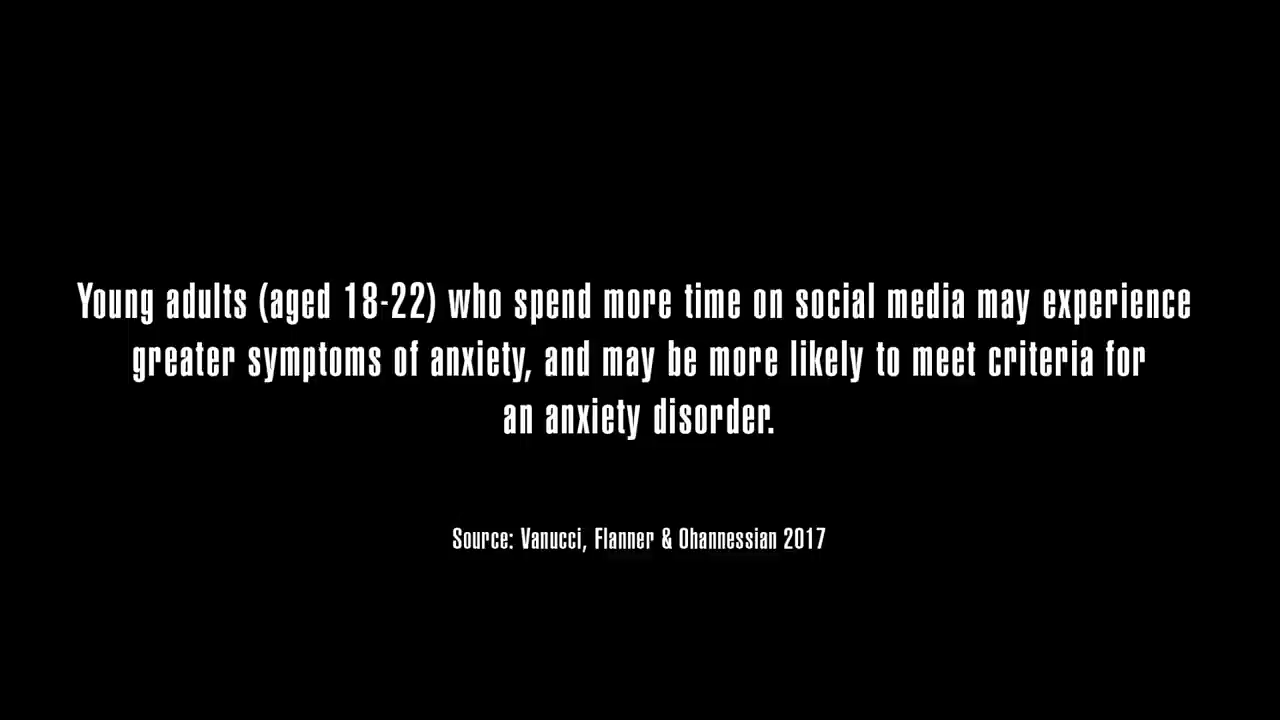 Young adults (aged 18-22) who spend more time on social media may experience
greater symptoms of anxiety, and may be more likely to meet criteria for
an anxiety disorder.
Source: Vanucci, Flanner & Ohannessian 2017